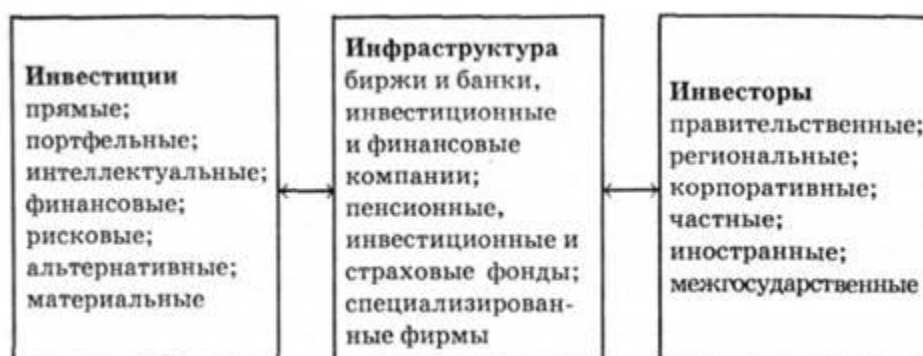 Инвестиции
прямые;
портфельные;
интеллектуальные;
финансовые;
рисковые;
альтернативные;
материальные
Инфраструктура
биржи и банки,
инвестиционные
и финансовые
компании;
пенсионные,
инвестиционные и
страховые фонды;
специализирован-
ные фирмы
Инвесторы
правительственные;
региональные;
корпоративные;
частные;
иностранные;
межгосударственные